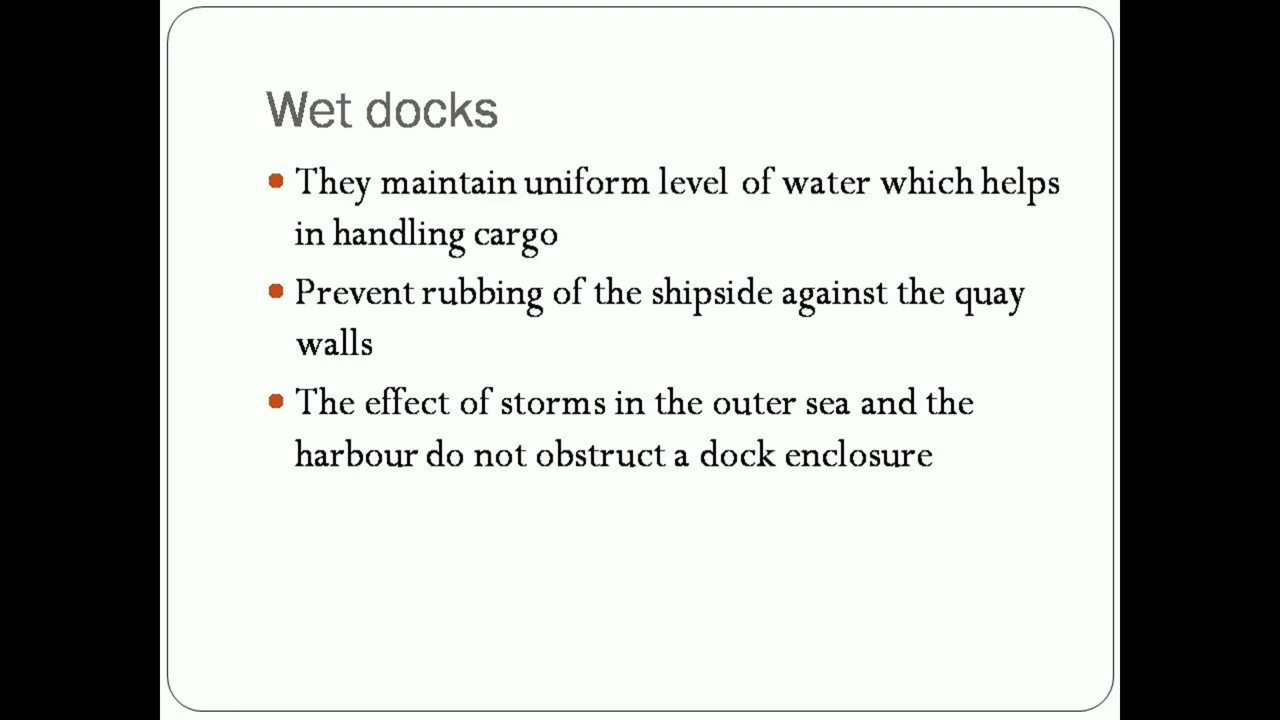 Wet docks
They maintain uniform level of water which helps
in handling cargo
Prevent rubbing of the shipside against the quay
walls
The effect of storms in the outer sea and the
harbour do not obstruct a dock enclosure